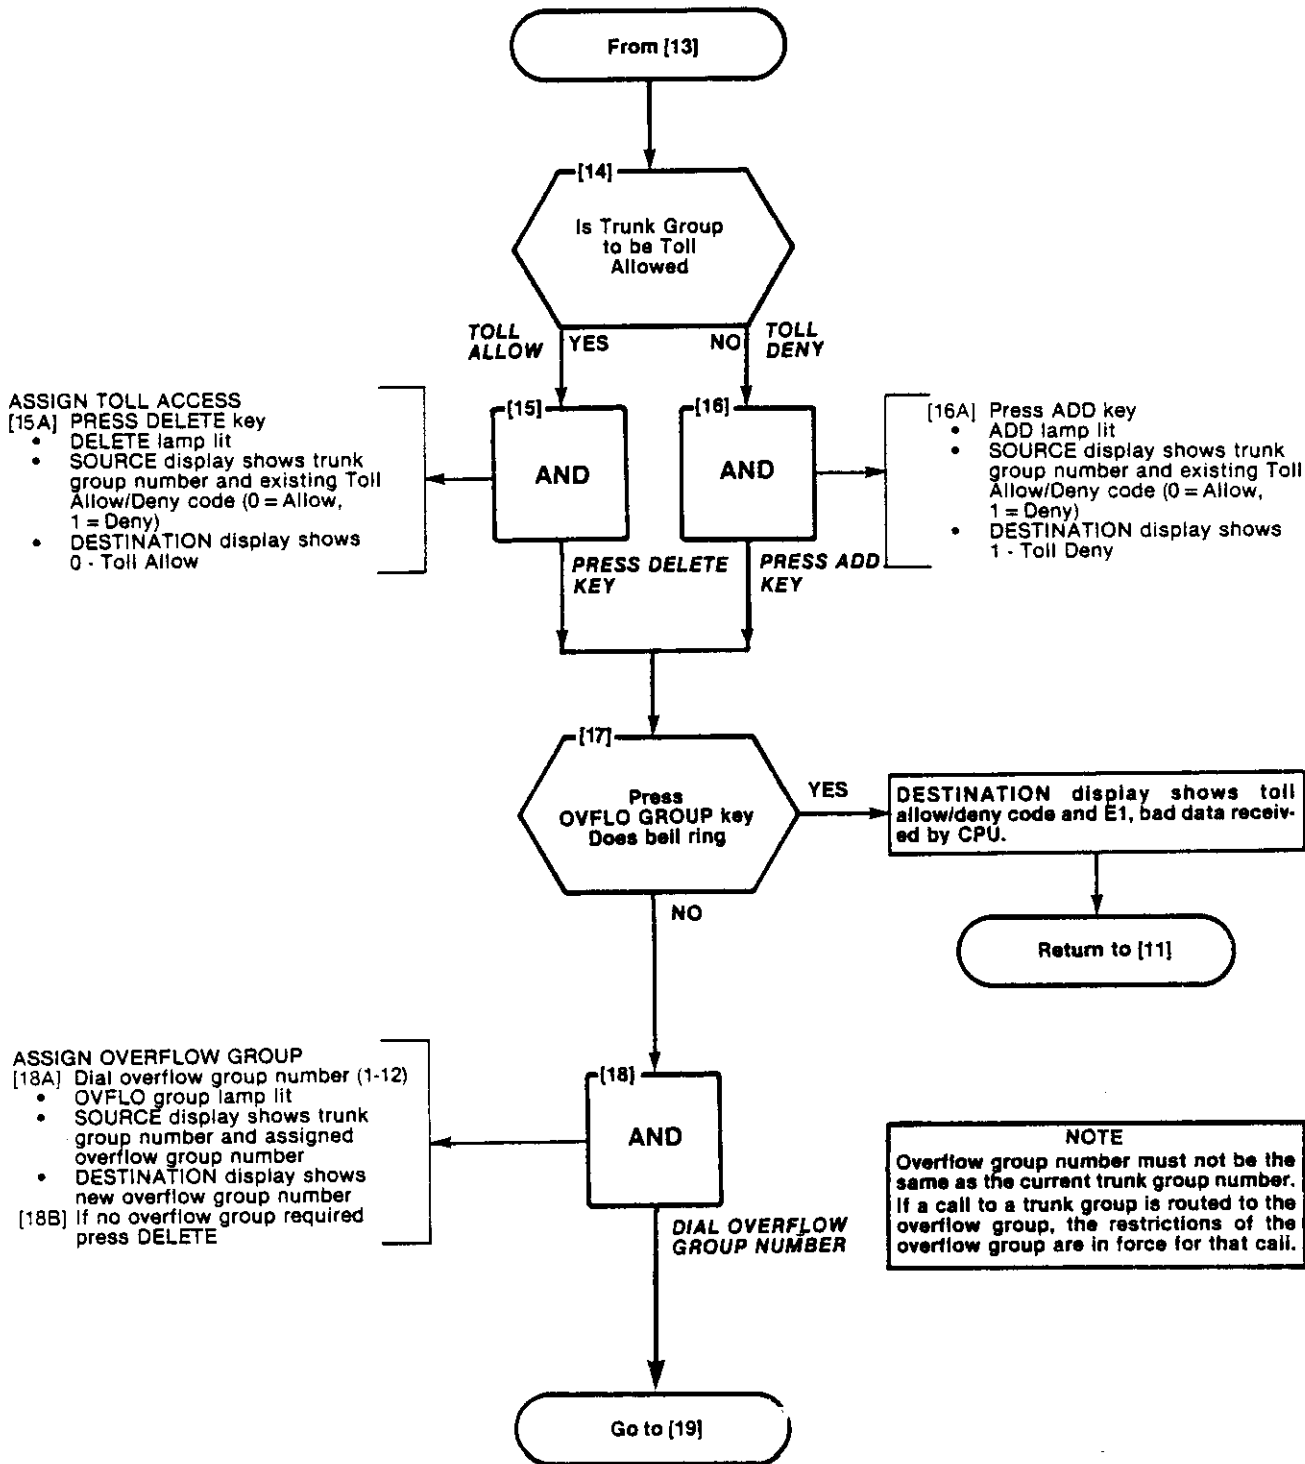 From [13]
[14]
Is Trunk Group
to be Toll
Allowed
TOLL
ALLOW
YES
NO
TOLL
DENY
ASSIGN TOLL ACCESS
[15A] PRESS DELETE key
• DELETE lamp lit
• SOURCE display shows trunk
group number and existing Toll
Allow/Deny code (0 = Allow,
1 = Deny)
• DESTINATION display shows
0 - Toll Allow
[15]
AND
[16]
AND
[16A] Press ADD key
• ADD lamp lit
• SOURCE display shows trunk
group number and existing Toll
Allow/Deny code (0 = Allow,
1 = Deny)
• DESTINATION display shows
1 - Toll Deny
PRESS DELETE
KEY
PRESS ADD
KEY
[17]
Press
OVFLO GROUP key
Does bell ring
YES
DESTINATION display shows toll
allow/deny code and E1, bad data receiv-
ed by CPU.
NO
Return to [11]
ASSIGN OVERFLOW GROUP
[18A] Dial overflow group number (1-12)
• OVFLO group lamp lit
• SOURCE display shows trunk
group number and assigned
overflow group number
• DESTINATION display shows
new overflow group number
[18B] If no overflow group required
press DELETE
[18]
AND
DIAL OVERFLOW
GROUP NUMBER
NOTE
Overflow group number must not be the
same as the current trunk group number.
If a call to a trunk group is routed to the
overflow group, the restrictions of the
overflow group are in force for that call.
Go to [19]